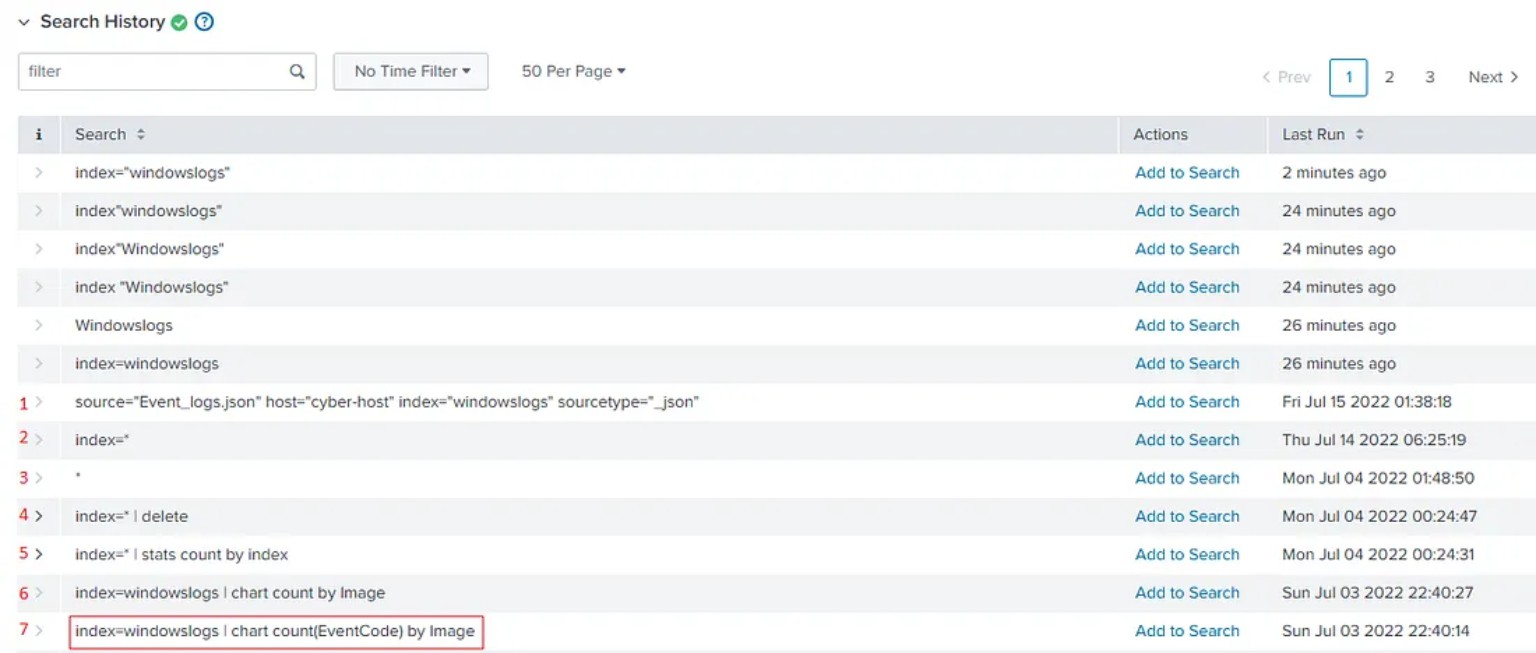 Search History
filter No Time Filter 50 Per Page Prev 1 2 3 Next
i Search Actions Last Run
index="windowslogs" Add to Search 2 minutes ago
index"windowslogs" Add to Search 24 minutes ago
index"Windowslogs" Add to Search 24 minutes ago
index "Windowslogs" Add to Search 24 minutes ago
Windowslogs Add to Search 26 minutes ago
index=windowslogs Add to Search 26 minutes ago
1 source="Event_logs.json" host="cyber-host" index="windowslogs" sourcetype="_json" Add to Search Fri Jul 15 2022 01:38:18
2 index=* Add to Search Thu Jul 14 2022 06:25:19
3 * Add to Search Mon Jul 04 2022 01:48:50
4 index=* | delete Add to Search Mon Jul 04 2022 00:24:47
5 index=* | stats count by index Add to Search Mon Jul 04 2022 00:24:31
6 index=windowslogs | chart count by Image Add to Search Sun Jul 03 2022 22:40:27
7 index=windowslogs | chart count(EventCode) by Image Add to Search Sun Jul 03 2022 22:40:14